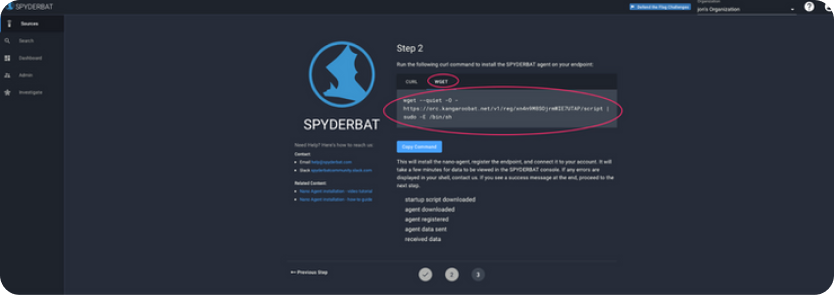 SPYDERBAT
Defend the Flag Challenges
Organization
jon's Organization
Sources
Search
Dashboard
Admin
Investigate
SPYDERBAT
Need Help? Here's how to reach us:
Contact:
Email help@spyderbat.com
Slack spyderbatcommunity.slack.com
Related Content:
Nano Agent Installation - video tutorial
Nano Agent Installation - how-to guide
Step 2
Run the following curl command to install the SPYDERBAT agent on your endpoint:
CURL WGET
wget --quiet -O -
https://orc.kangaroobat.net/v1/reg/ /script |
sudo -E /bin/sh
Copy Command
This will install the nano-agent, register the endpoint, and connect it to your account. It will
take a few minutes for data to be viewed in the SPYDERBAT console. If any errors are
displayed in your shell, contact us. If you see a success message at the end, proceed to the
next step.
startup script downloaded
agent downloaded
agent registered
agent data sent
received data
Previous Step
2
3